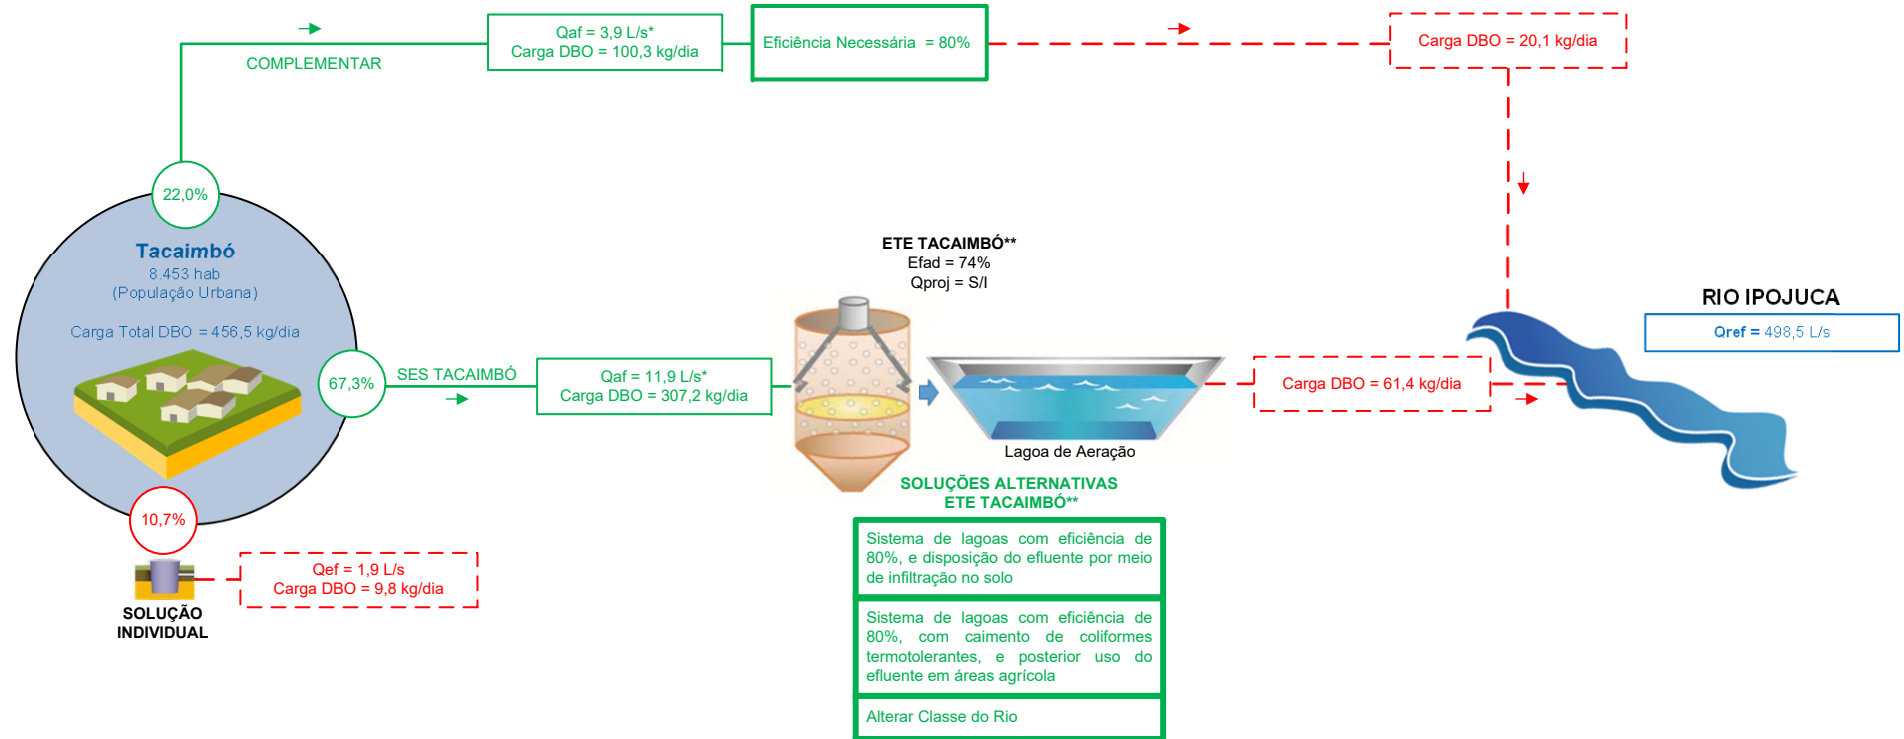 Qaf = 3,9 L/s*
Carga DBO = 100,3 kg/dia
Eficiência Necessária = 80%
Carga DBO = 20,1 kg/dia
COMPLEMENTAR
22,0%
Tacaimbó
8.453 hab
(População Urbana)
Carga Total DBO = 456,5 kg/dia
67,3%
SES TACAIMBÓ
Qaf = 11,9 L/s*
Carga DBO = 307,2 kg/dia
ETE TACAIMBÓ**
Efad = 74%
Qproj = S/I
Lagoa de Aeração
Carga DBO = 61,4 kg/dia
RIO IPOJUCA
Qref = 498,5 L/s
10,7%
SOLUÇÃO
INDIVIDUAL
Qef = 1,9 L/s
Carga DBO = 9,8 kg/dia
SOLUÇÕES ALTERNATIVAS
ETE TACAIMBÓ**
Sistema de lagoas com eficiência de
80%, e disposição do efluente por meio
de infiltração no solo
Sistema de lagoas com eficiência de
80%, com caimento de coliformes
termotolerantes, e posterior uso do
efluente em áreas agrícola
Alterar Classe do Rio